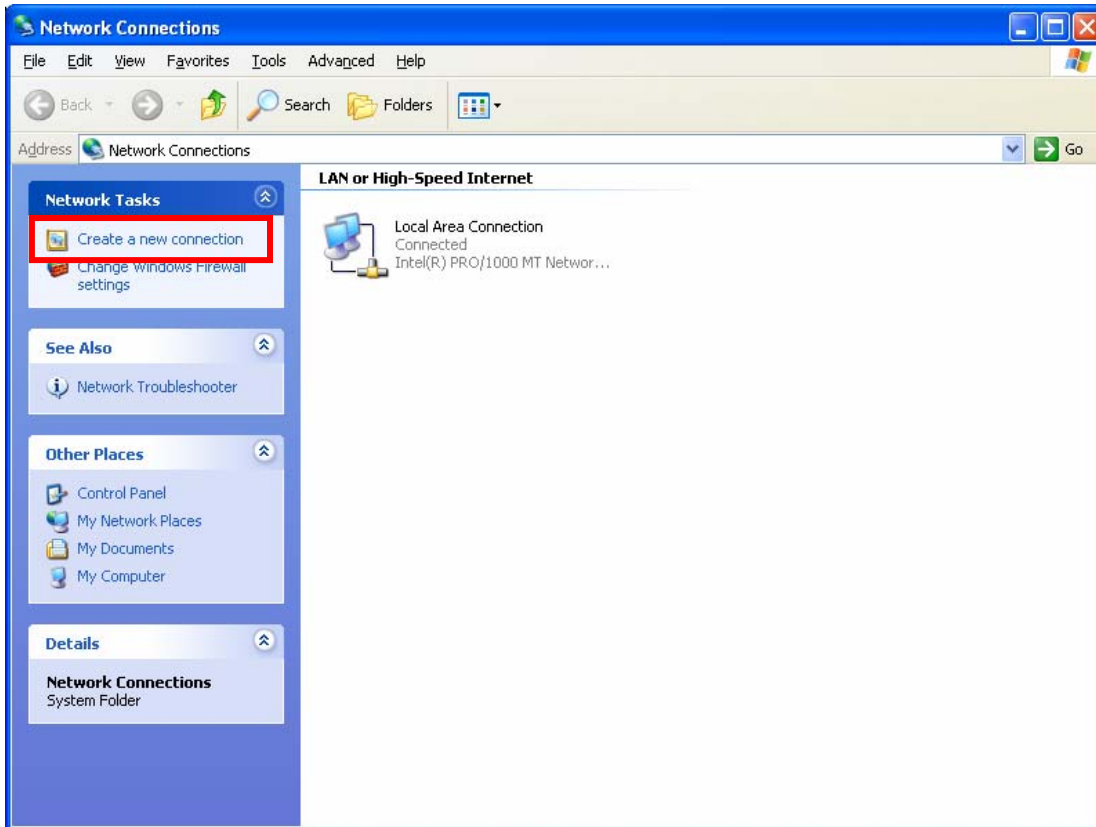 Network Connections
File Edit View Favorites Tools Advanced Help
Back Search Folders
Address Network Connections Go
Network Tasks
Create a new connection
Change Windows Firewall
settings
See Also
Network Troubleshooter
Other Places
Control Panel
My Network Places
My Documents
My Computer
Details
Network Connections
System Folder
LAN or High-Speed Internet
Local Area Connection
Connected
Intel(R) PRO/1000 MT Networ...